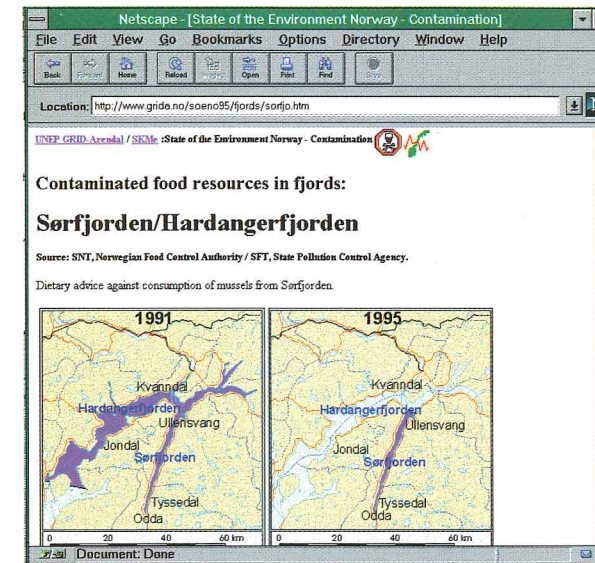 Netscape - [State of the Environment Norway - Contamination]
File Edit View Go Bookmarks Options Directory Window Help
Back Forward Home Reload Open Print Find Stop
Location: http://www.grida.no/soeno95/fjords/sorfjo.htm
UNEP GRID-Arendal / SKMe :State of the Environment Norway - Contamination
Contaminated food resources in fjords:
Sørfjorden/Hardangerfjorden
Source: SNT, Norwegian Food Control Authority / SFT, State Pollution Control Agency.
Dietary advice against consumption of mussels from Sørfjorden.
1991
Kvanndal
Hardangerfjorden
Ullensvang
Jondal
Sørfjorden
Tyssedal
Odda
0 20 40 60 km
1995
Kvanndal
Hardangerfjorden
Ullensvang
Jondal
Sørfjorden
Tyssedal
Odda
0 20 40 60 km
Document: Done